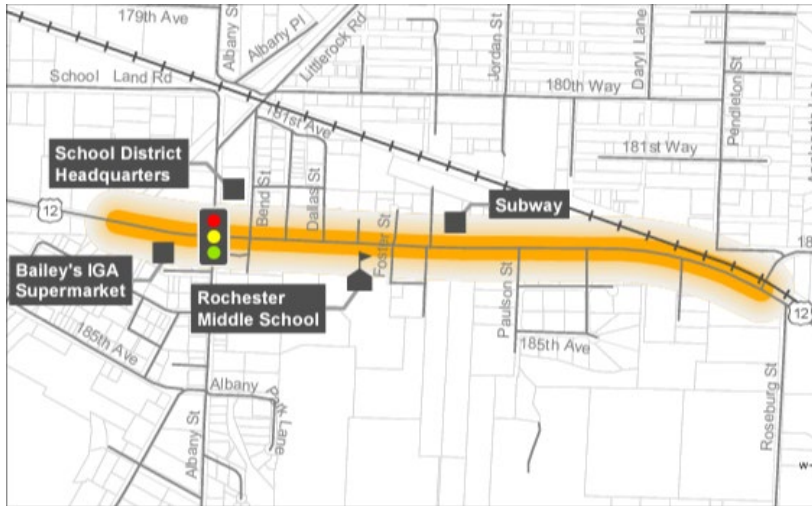 179th Ave
Albany St
Albany Pl
Littlerock Rd
Jordan St
Daryl Lane
Pendleton St
School Land Rd
180th Way
181st Ave
181st Way
School District
Headquarters
Bend St
Dallas St
Subway
12
Foster St
18
Bailey's IGA
Supermarket
Rochester
Middle School
Paulson St
12
185th Ave
185th Ave
Albany
Albany St
Lane
Roseburg St
w